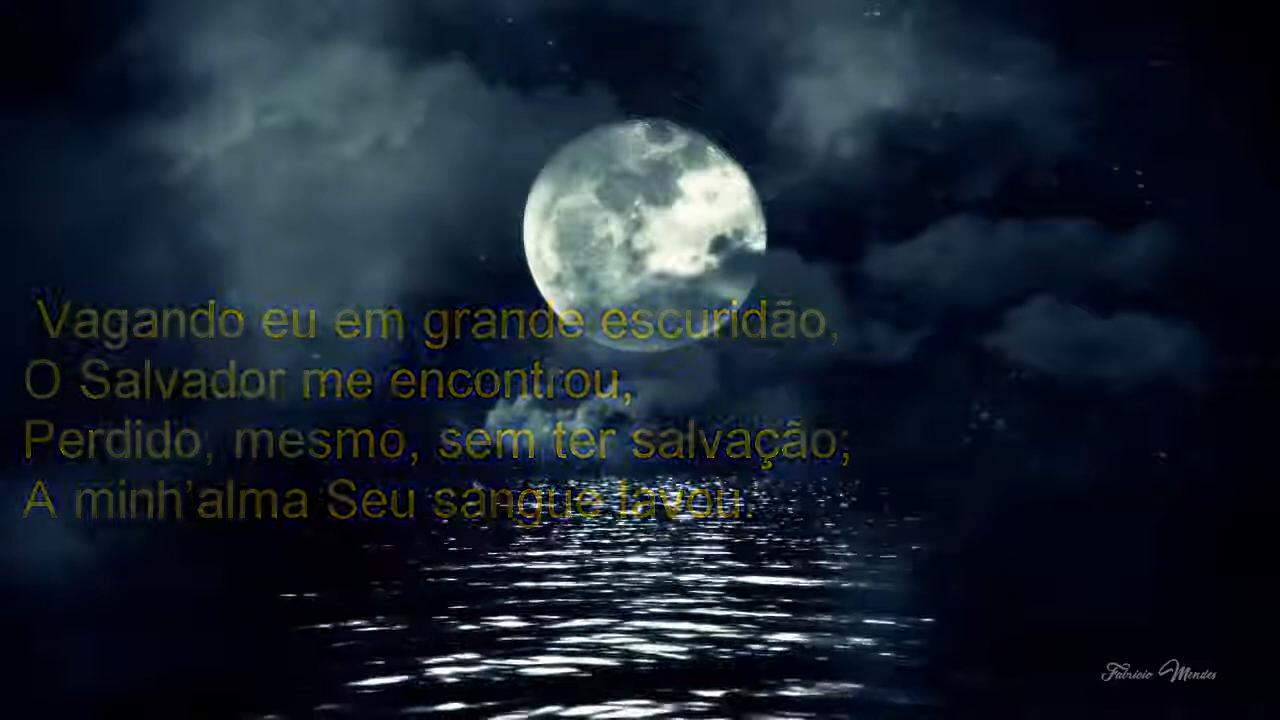 Vagando eu em grande escuridão,
O Salvador me encontrou,
Perdido, mesmo, sem ter salvação;
A minh’alma Seu sangue lavou.
Fabricio Mendes